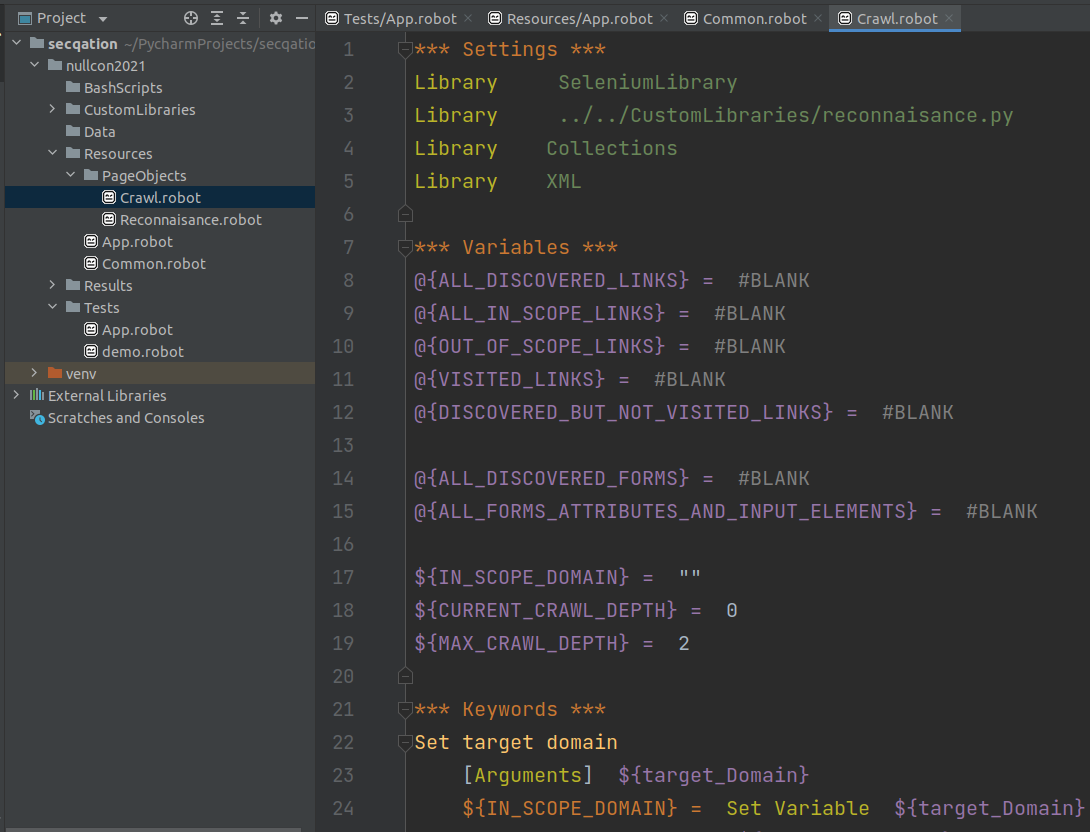 Project
Tests/App.robot
Resources/App.robot
Common.robot
Crawl.robot
secqation ~/PycharmProjects/secqatio
nullcon2021
BashScripts
CustomLibraries
Data
Resources
PageObjects
Crawl.robot
Reconnaisance.robot
App.robot
Common.robot
Results
Tests
App.robot
demo.robot
venv
External Libraries
Scratches and Consoles
1 *** Settings ***
2 Library SeleniumLibrary
3 Library ../../CustomLibraries/reconnaisance.py
4 Library Collections
5 Library XML
6
7 *** Variables ***
8 @{ALL_DISCOVERED_LINKS} = #BLANK
9 @{ALL_IN_SCOPE_LINKS} = #BLANK
10 @{OUT_OF_SCOPE_LINKS} = #BLANK
11 @{VISITED_LINKS} = #BLANK
12 @{DISCOVERED_BUT_NOT_VISITED_LINKS} = #BLANK
13
14 @{ALL_DISCOVERED_FORMS} = #BLANK
15 @{ALL_FORMS_ATTRIBUTES_AND_INPUT_ELEMENTS} = #BLANK
16
17 ${IN_SCOPE_DOMAIN} = ""
18 ${CURRENT_CRAWL_DEPTH} = 0
19 ${MAX_CRAWL_DEPTH} = 2
20
21 *** Keywords ***
22 Set target domain
23 [Arguments] ${target_Domain}
24 ${IN_SCOPE_DOMAIN} = Set Variable ${target_Domain}